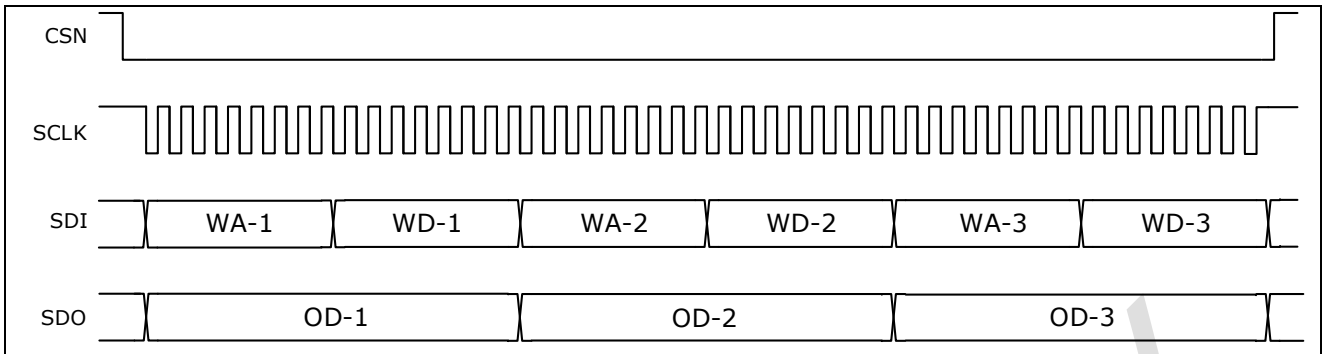 CSN
SCLK
SDI WA-1 WD-1 WA-2 WD-2 WA-3 WD-3
SDO OD-1 OD-2 OD-3